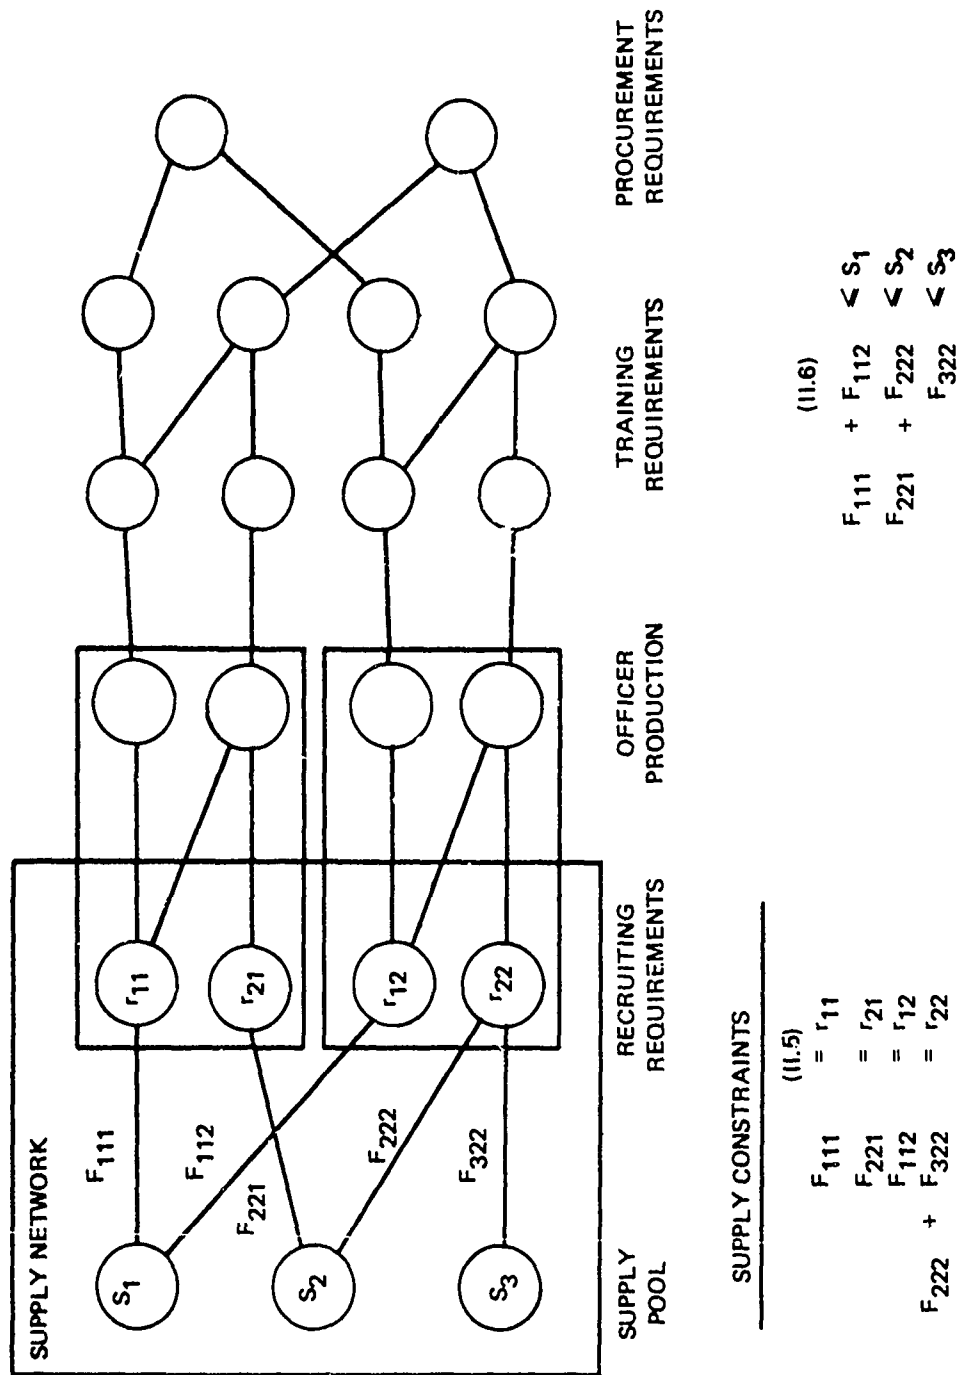 SUPPLY NETWORK
F111
F112
F221
F222
F322
S1
S2
S3
r11
r21
r12
r22
SUPPLY
POOL
RECRUITING
REQUIREMENTS
OFFICER
PRODUCTION
TRAINING
REQUIREMENTS
PROCUREMENT
REQUIREMENTS
SUPPLY CONSTRAINTS
(II.5)
F111 = r11
F221 = r21
F112 = r12
F222 + F322 = r22
(II.6)
F111 + F112 < S1
F221 + F222 < S2
F322 < S3